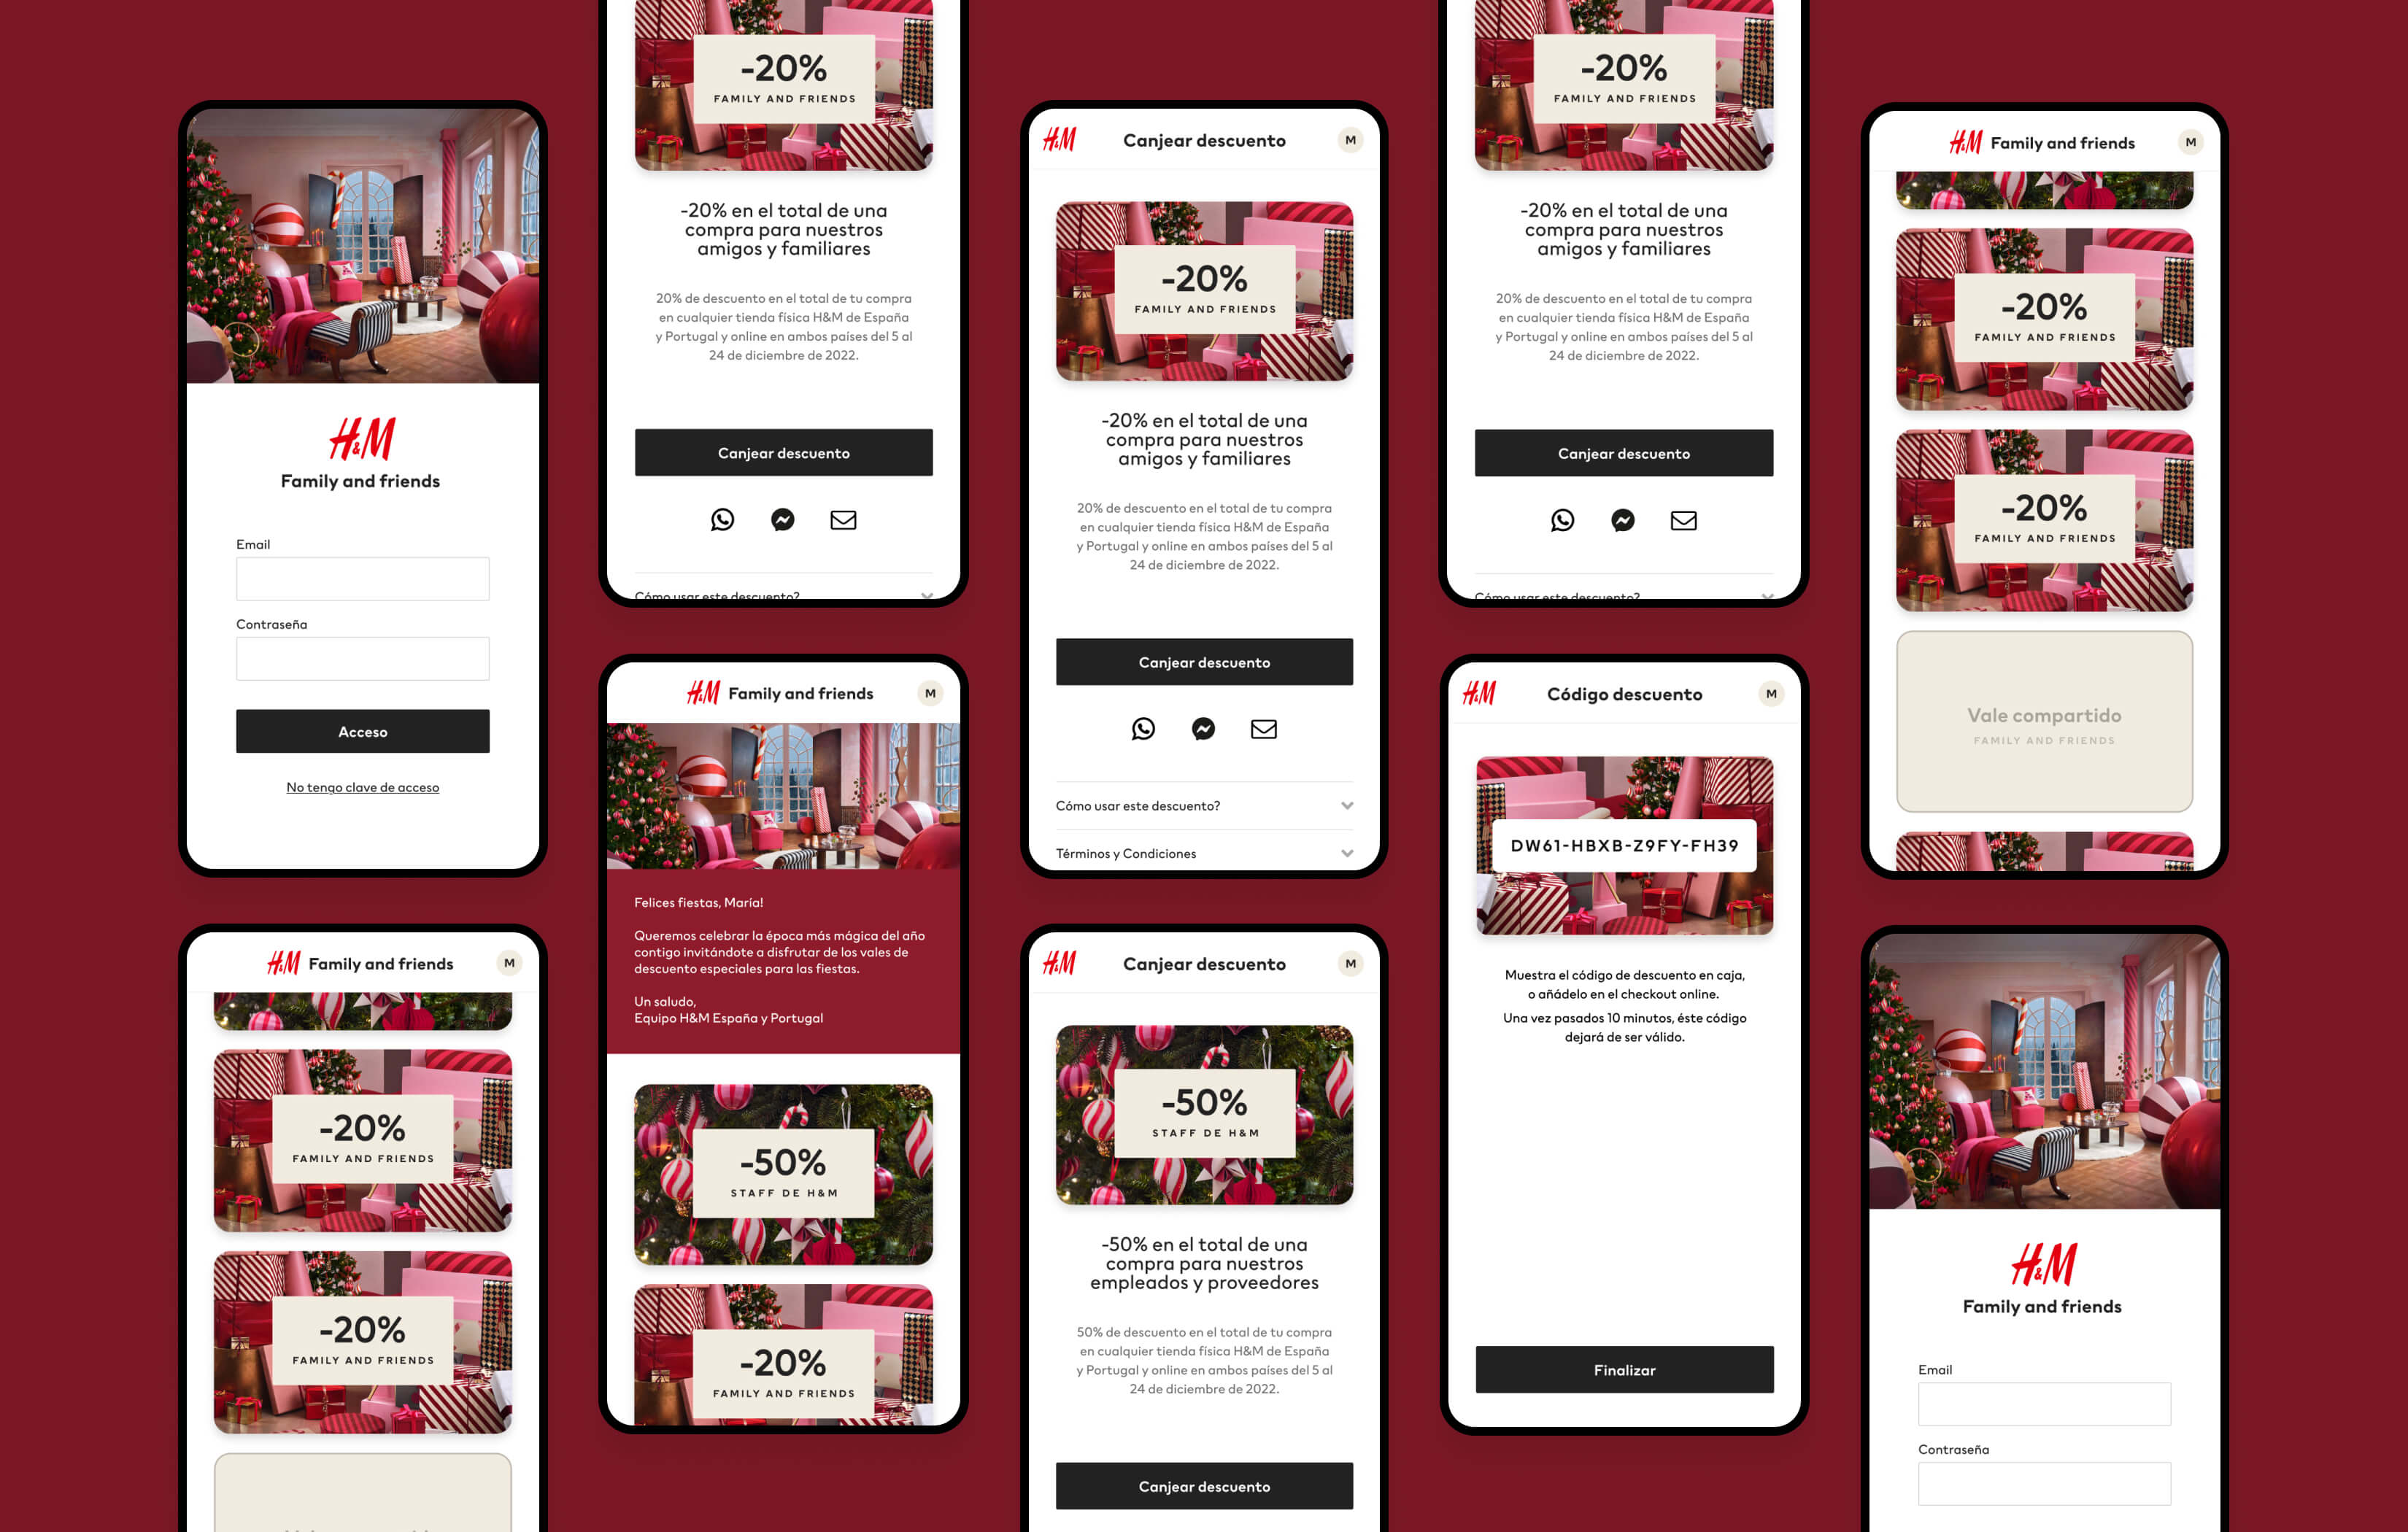 H&M
Family and friends
Email
Contraseña
Acceso
No tengo clave de acceso
H&M Family and friends
M
-20%
FAMILY AND FRIENDS
-20%
FAMILY AND FRIENDS
-20%
FAMILY AND FRIENDS
-20% en el total de una
compra para nuestros
amigos y familiares
20% de descuento en el total de tu compra
en cualquier tienda física H&M de España
y Portugal y online en ambos países del 5 al
24 de diciembre de 2022.
Canjear descuento
Cómo usar este descuento?
H&M Family and friends
M
Felices fiestas, María!
Queremos celebrar la época más mágica del año
contigo invitándote a disfrutar de los vales de
descuento especiales para las fiestas.
Un saludo,
Equipo H&M España y Portugal
-50%
STAFF DE H&M
-20%
FAMILY AND FRIENDS
H&M
Canjear descuento
M
-20%
FAMILY AND FRIENDS
-20% en el total de una
compra para nuestros
amigos y familiares
20% de descuento en el total de tu compra
en cualquier tienda física H&M de España
y Portugal y online en ambos países del 5 al
24 de diciembre de 2022.
Canjear descuento
Cómo usar este descuento?
Términos y Condiciones
H&M
Canjear descuento
M
-50%
STAFF DE H&M
-50% en el total de una
compra para nuestros
empleados y proveedores
50% de descuento en el total de tu compra
en cualquier tienda física H&M de España
y Portugal y online en ambos países del 5 al
24 de diciembre de 2022.
Canjear descuento
-20%
FAMILY AND FRIENDS
-20% en el total de una
compra para nuestros
amigos y familiares
20% de descuento en el total de tu compra
en cualquier tienda física H&M de España
y Portugal y online en ambos países del 5 al
24 de diciembre de 2022.
Canjear descuento
Cómo usar este descuento?
H&M
Código descuento
M
DW61-HBXB-Z9FY-FH39
Muestra el código de descuento en caja,
o añádelo en el checkout online.
Una vez pasados 10 minutos, éste código
dejará de ser válido.
Finalizar
H&M Family and friends
M
-20%
FAMILY AND FRIENDS
-20%
FAMILY AND FRIENDS
Vale compartido
FAMILY AND FRIENDS
H&M
Family and friends
Email
Contraseña